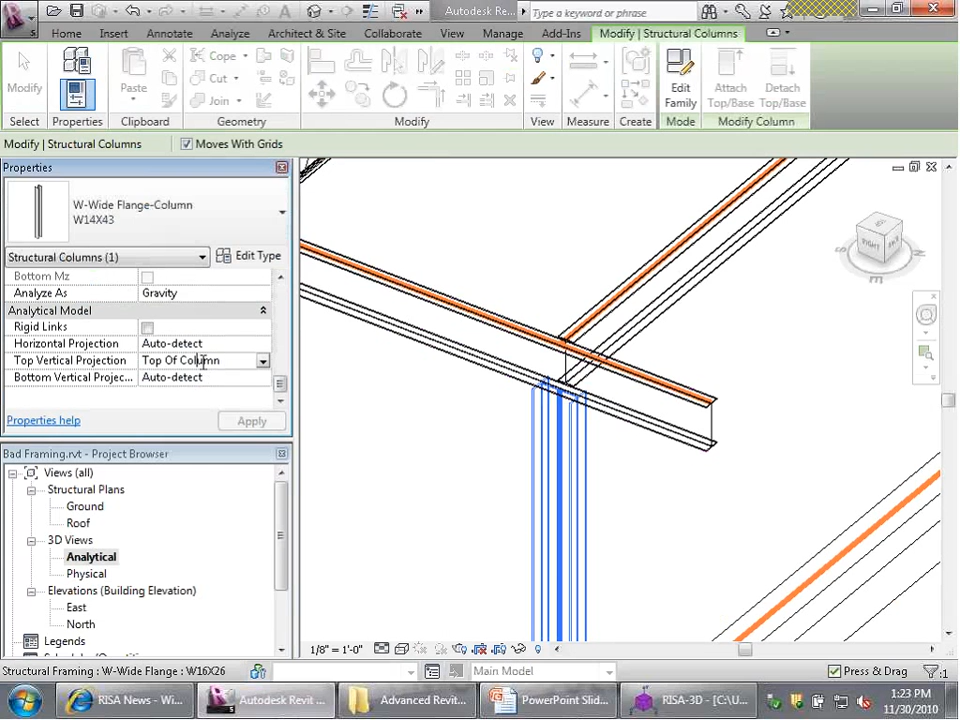 Autodesk Re...
Type a keyword or phrase
Home
Insert
Annotate
Analyze
Architect & Site
Collaborate
View
Manage
Add-Ins
Modify | Structural Columns
Modify
Paste
Cope
Cut
Join
Edit
Family
Attach
Top/Base
Detach
Top/Base
Select
Properties
Clipboard
Geometry
Modify
View
Measure
Create
Mode
Modify Column
Modify | Structural Columns
Moves With Grids
Properties
W-Wide Flange-Column
W14X43
Structural Columns (1)
Edit Type
Bottom Mz
Analyze As
Gravity
Analytical Model
Rigid Links
Horizontal Projection
Auto-detect
Top Vertical Projection
Top Of Column
Bottom Vertical Projec...
Auto-detect
Properties help
Apply
RIGHT
Bad Framing.rvt - Project Browser
Views (all)
Structural Plans
Ground
Roof
3D Views
Analytical
Physical
Elevations (Building Elevation)
East
North
Legends
1/8" = 1'-0"
Structural Framing : W-Wide Flange : W16X26
Main Model
Press & Drag
:1
RISA News - Wi...
Autodesk Revit ...
Advanced Revit...
PowerPoint Slid...
RISA-3D - [C:\U...
1:23 PM
11/30/2010